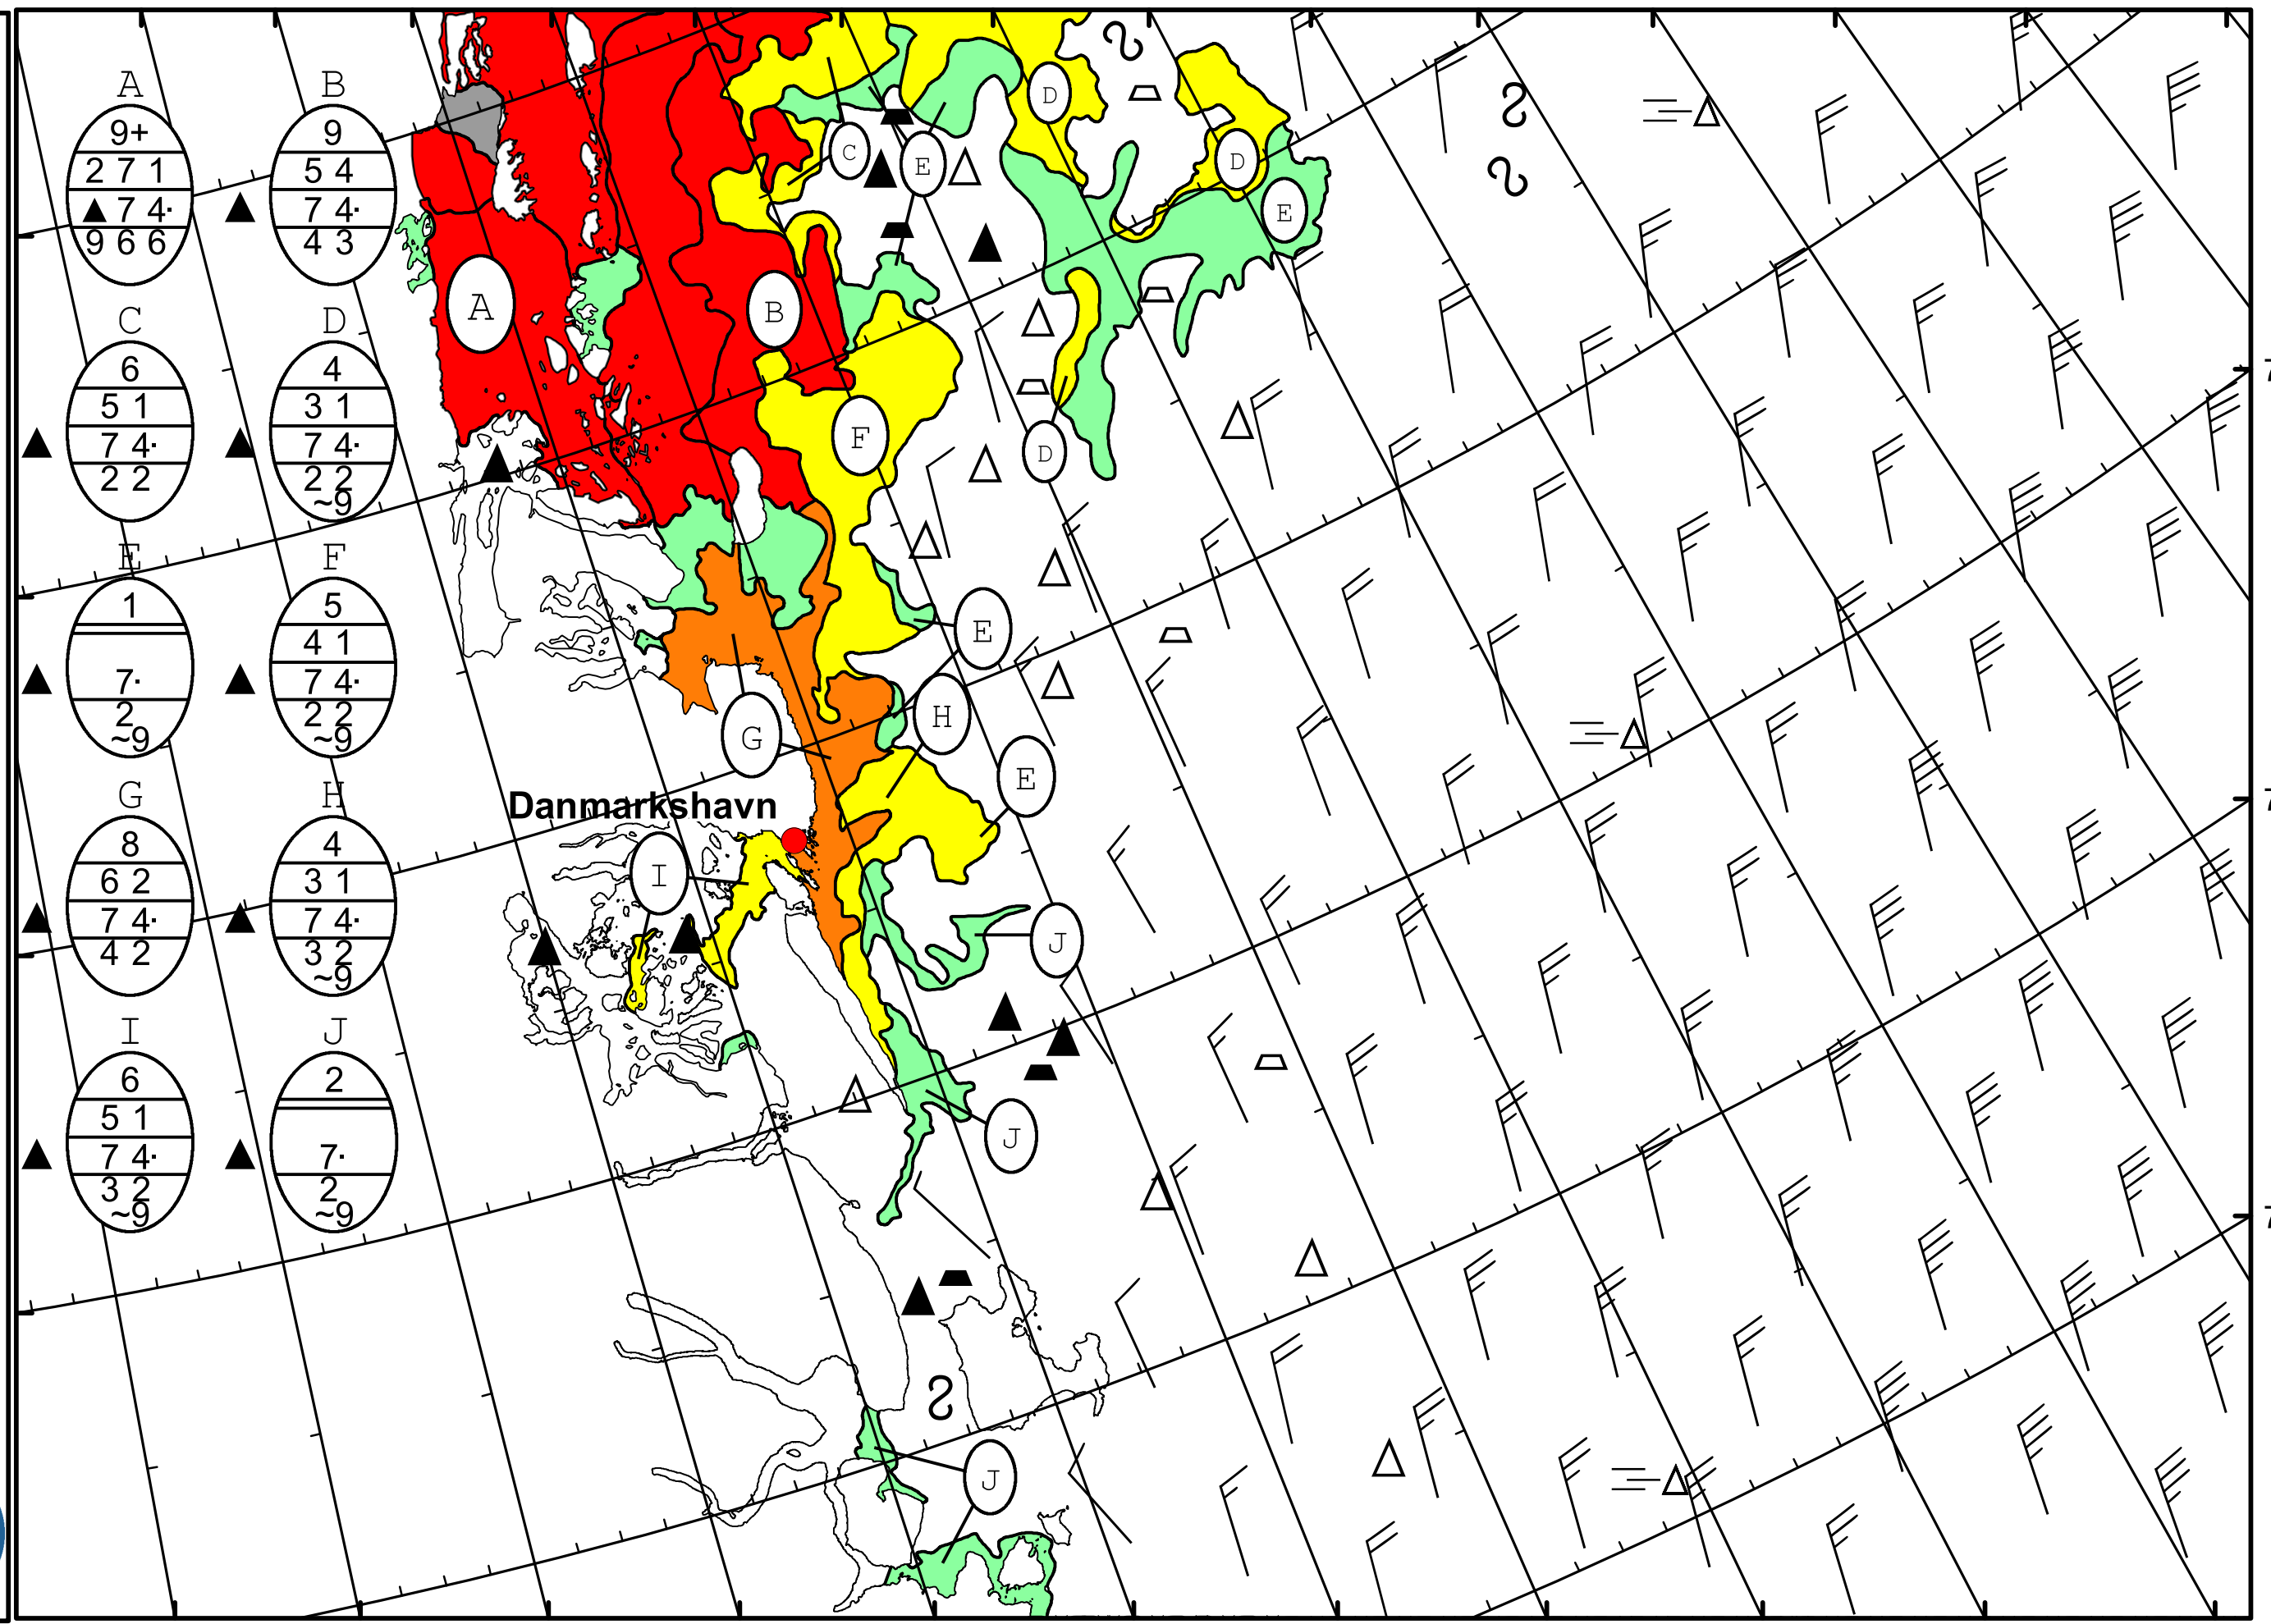 A B
9+ 9
2 7 1 5 4
▲ 7 4· 7 4·
9 6 6 4 3
C D
6 4
5 1 3 1
7 4· 7 4·
2 2 2 2
~9
E F
1 5
4 1
7· 7 4·
2 2 2
~9 ~9
G H
8 4
6 2 3 1
7 4· 7 4·
4 2 3 2
~9
I J
6 2
5 1
7 4· 7·
3 2 2
~9 ~9
D
C
E
D
E
A
B
F
D
E
H
G
E
Danmarkshavn
I
J
J
J